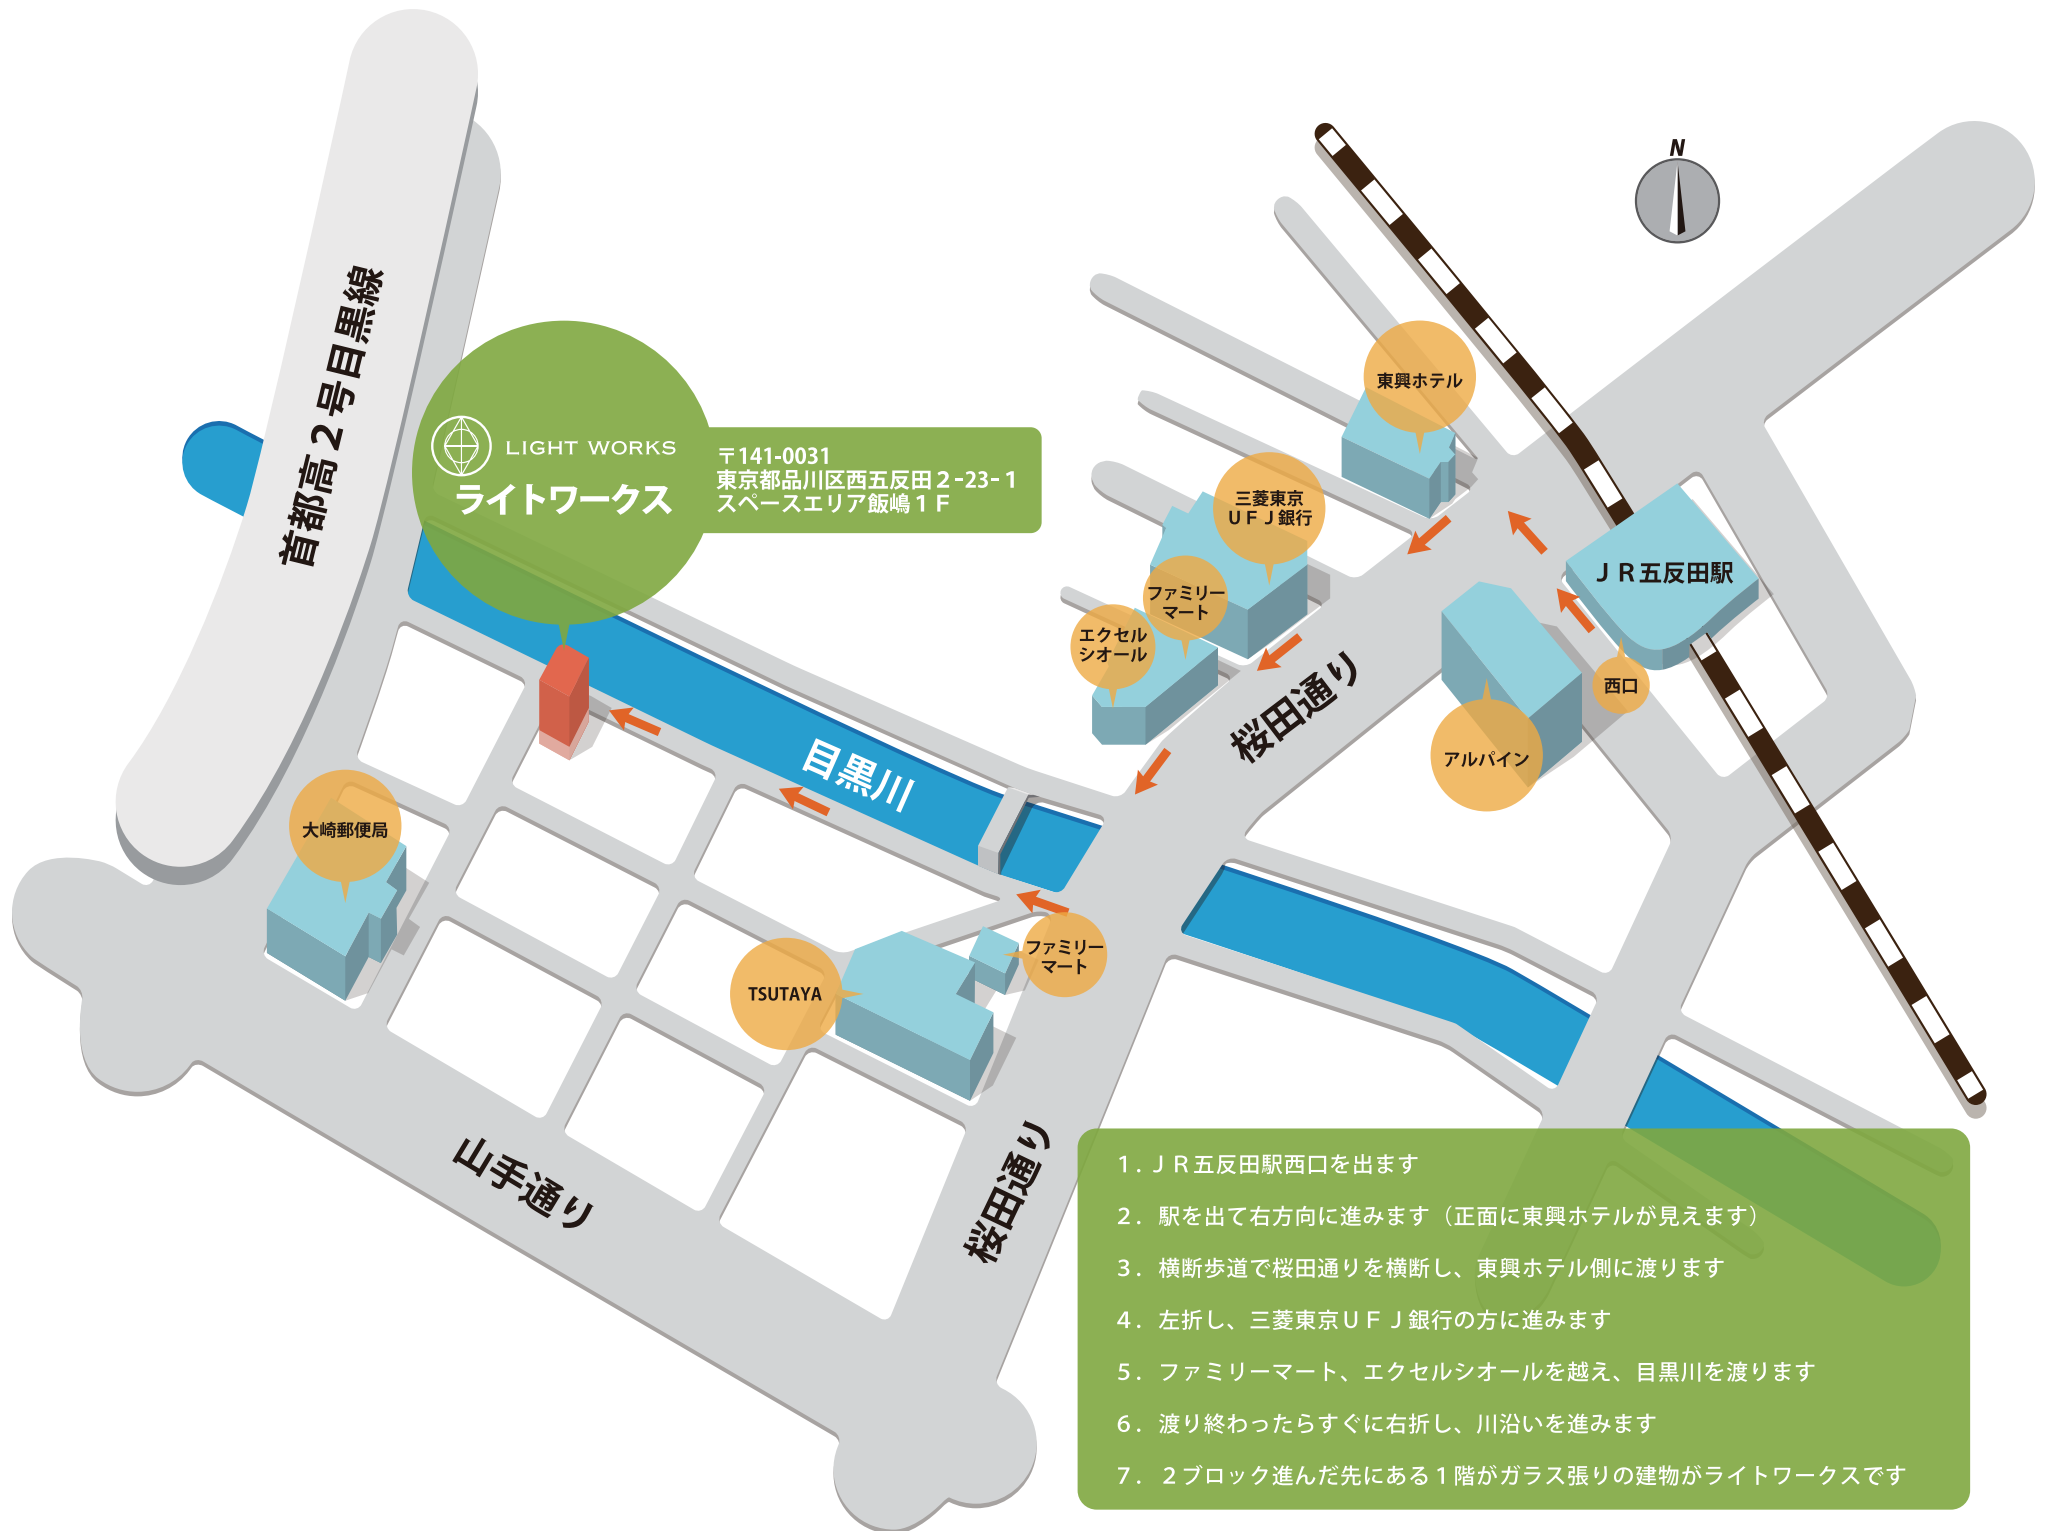 N
首都高２号目黒線
LIGHT WORKS
ライトワークス
〒141-0031
東京都品川区西五反田２-23-１
スペースエリア飯嶋１Ｆ
東興ホテル
三菱東京
ＵＦＪ銀行
ファミリー
マート
エクセル
シオール
ＪＲ五反田駅
西口
アルパイン
桜田通り
目黒川
大崎郵便局
TSUTAYA
ファミリー
マート
山手通り
桜田通り
１．ＪＲ五反田駅西口を出ます
２．駅を出て右方向に進みます（正面に東興ホテルが見えます）
３．横断歩道で桜田通りを横断し、東興ホテル側に渡ります
４．左折し、三菱東京ＵＦＪ銀行の方に進みます
５．ファミリーマート、エクセルシオールを越え、目黒川を渡ります
６．渡り終わったらすぐに右折し、川沿いを進みます
７．２ブロック進んだ先にある１階がガラス張りの建物がライトワークスです